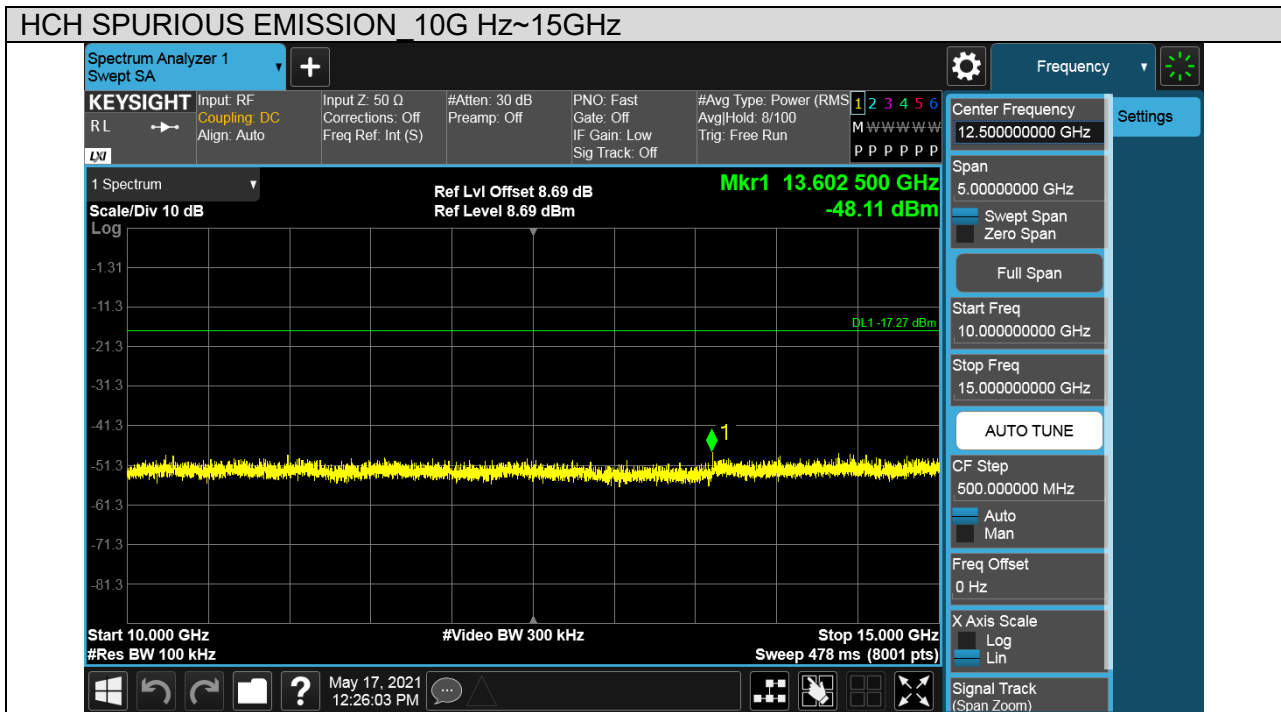 HCH SPURIOUS EMISSION_10G Hz~15GHz
Spectrum Analyzer 1
Swept SA
+
Frequency
KEYSIGHT
RL
LXI
Input: RF
Coupling: DC
Align: Auto
Input Z: 50 Ω
Corrections: Off
Freq Ref: Int (S)
#Atten: 30 dB
Preamp: Off
PNO: Fast
Gate: Off
IF Gain: Low
Sig Track: Off
#Avg Type: Power (RMS
Avg|Hold: 8/100
Trig: Free Run
1 2 3 4 5 6
M W W W W W
P P P P P P
1 Spectrum
Scale/Div 10 dB
Log
Ref Lvl Offset 8.69 dB
Ref Level 8.69 dBm
Mkr1 13.602 500 GHz
-48.11 dBm
-1.31
-11.3
DL1 -17.27 dBm
-21.3
-31.3
-41.3
1
-51.3
-61.3
-71.3
-81.3
Start 10.000 GHz
#Res BW 100 kHz
#Video BW 300 kHz
Stop 15.000 GHz
Sweep 478 ms (8001 pts)
?
May 17, 2021
12:26:03 PM
Center Frequency
12.500000000 GHz
Settings
Span
5.00000000 GHz
Swept Span
Zero Span
Full Span
Start Freq
10.000000000 GHz
Stop Freq
15.000000000 GHz
AUTO TUNE
CF Step
500.000000 MHz
Auto
Man
Freq Offset
0 Hz
X Axis Scale
Log
Lin
Signal Track
(Span Zoom)